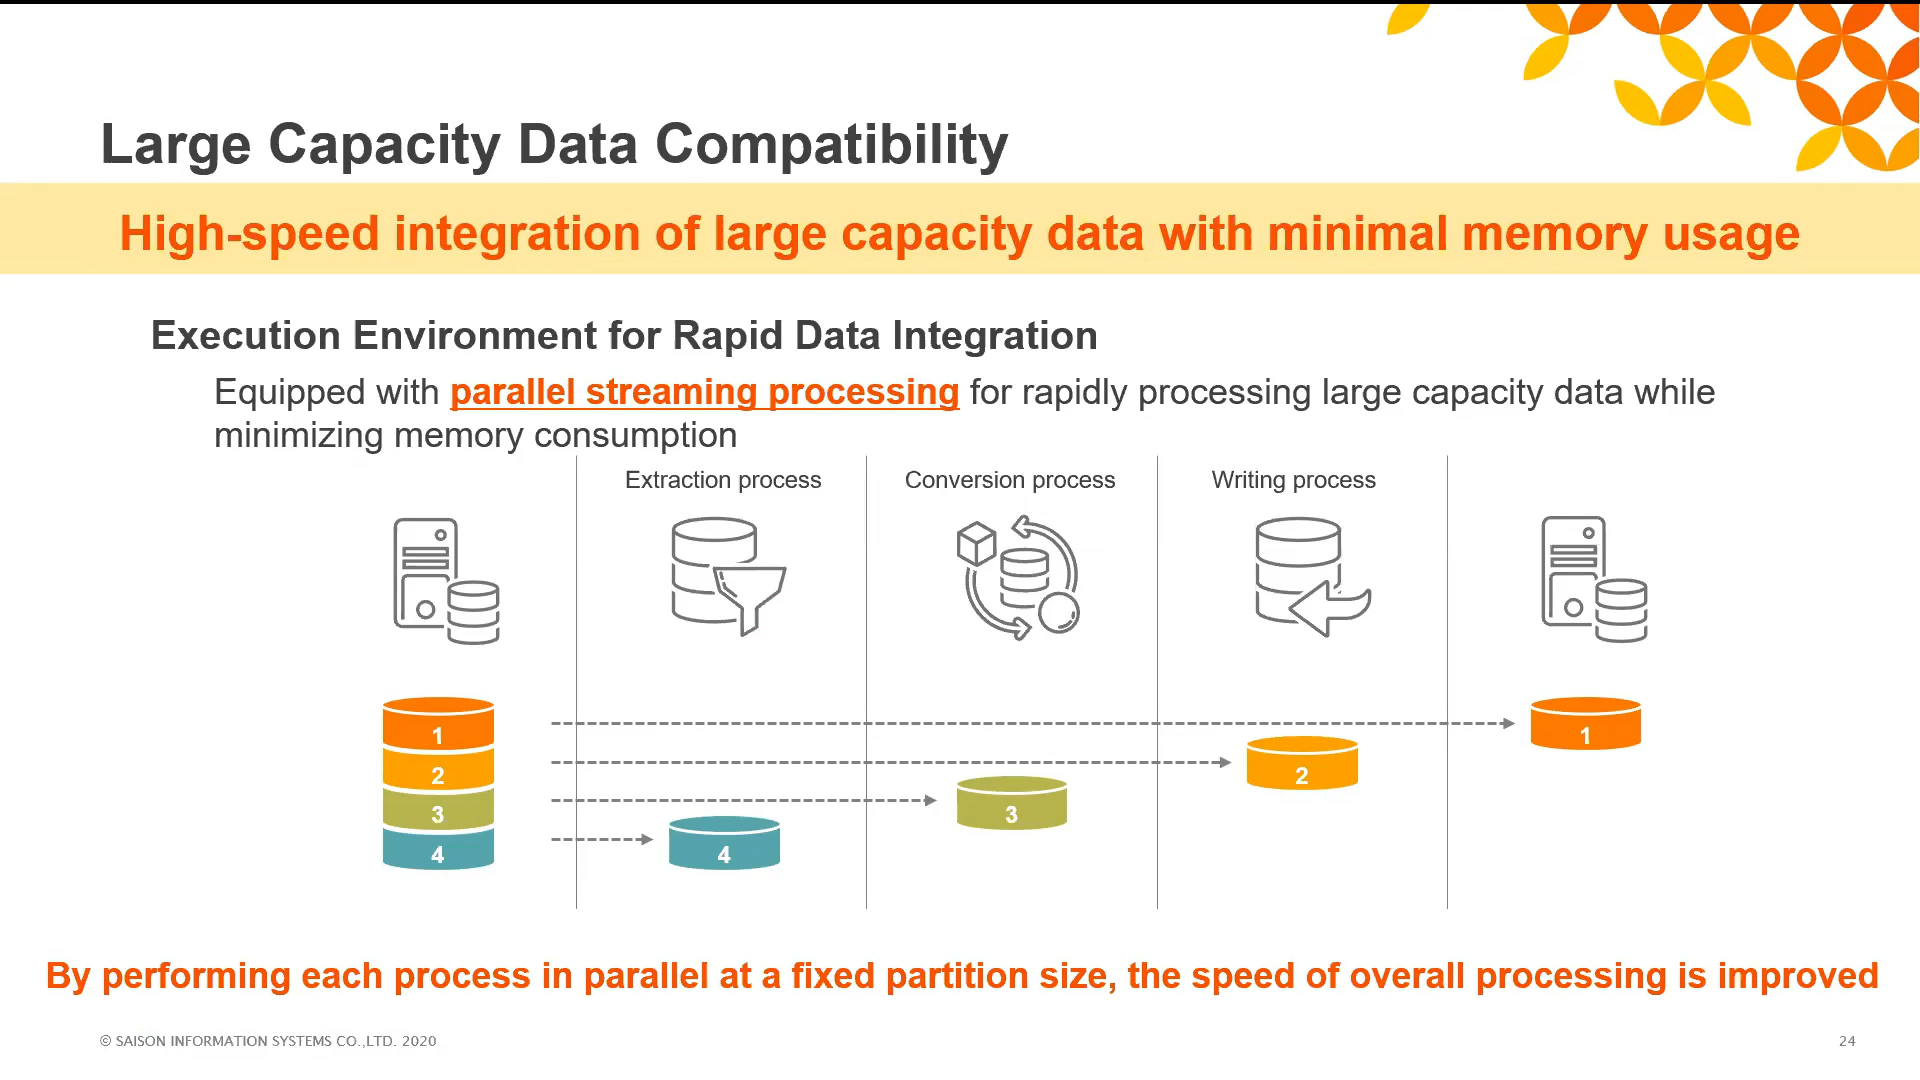 Large Capacity Data Compatibility
High-speed integration of large capacity data with minimal memory usage
Execution Environment for Rapid Data Integration
Equipped with parallel streaming processing for rapidly processing large capacity data while
minimizing memory consumption
Extraction process
Conversion process
Writing process
1
2
3
4
4
3
2
1
By performing each process in parallel at a fixed partition size, the speed of overall processing is improved
© SAISON INFORMATION SYSTEMS CO.,LTD. 2020
24